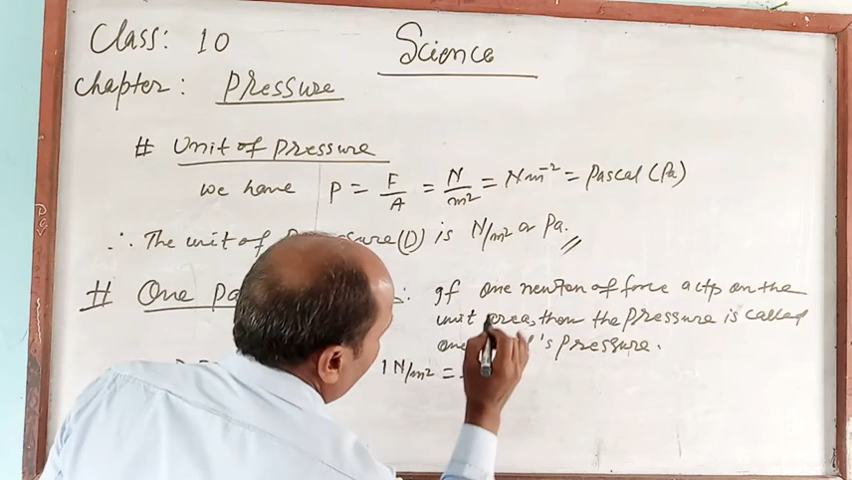 Class: 10
Science
Chapter: Pressure
# Unit of Pressure
we have P = F/A = N/m² = Nm⁻² = Pascal (Pa)
∴ The unit of (P) is N/m² or Pa.
# One : If one newton of force acts on the
unit area, then the pressure is called
one 's pressure.
1 N/m² =